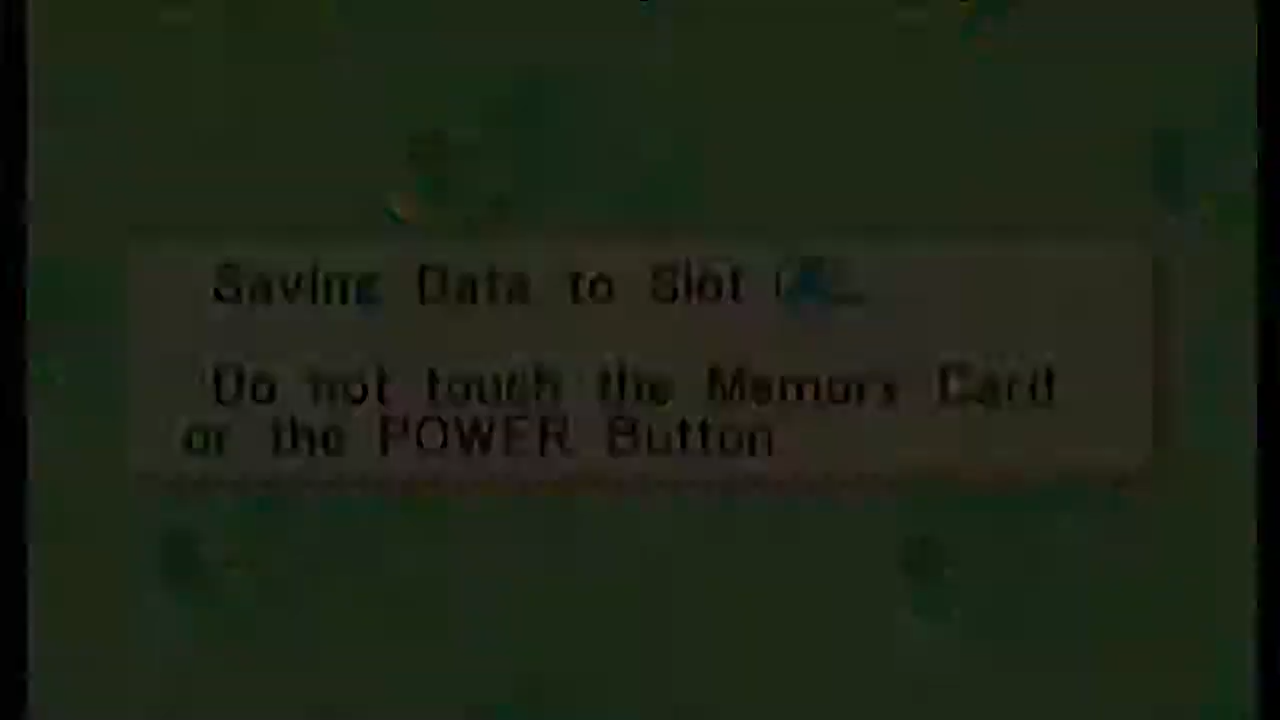 Saving Data to Slot A...
Do not touch the Memory Card
or the POWER Button